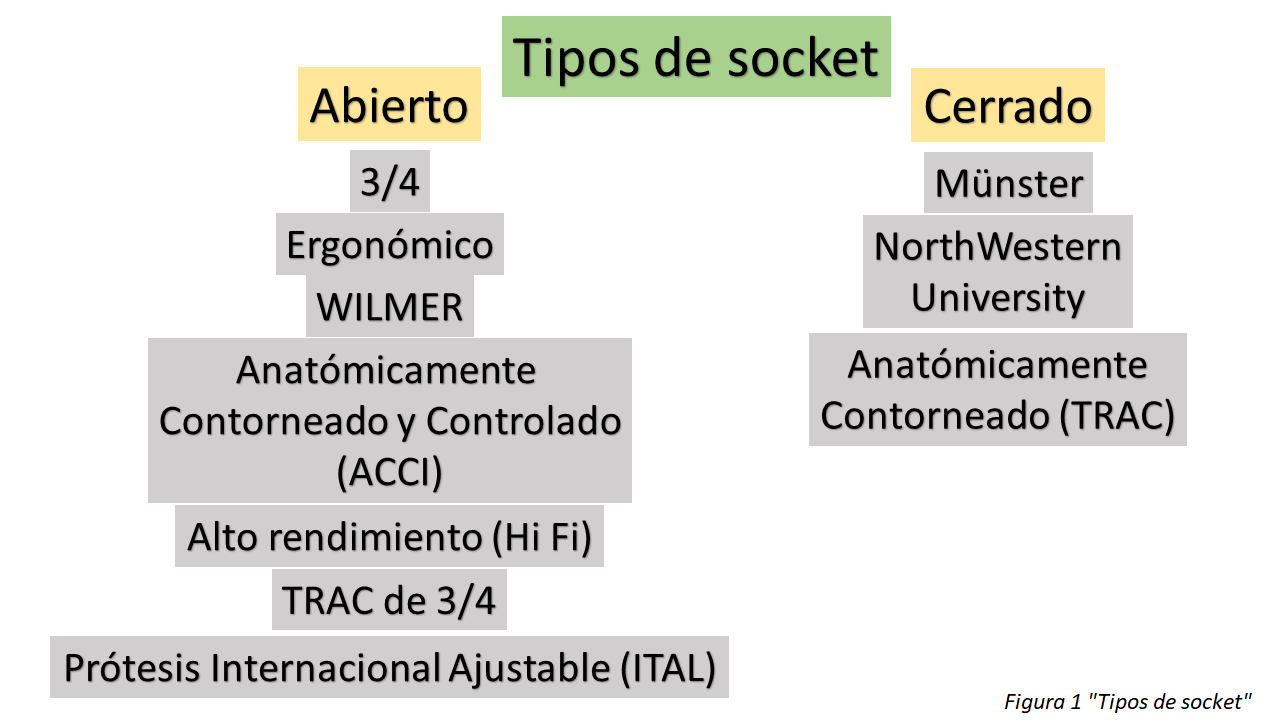 Tipos de socket
Abierto
3/4
Ergonómico
WILMER
Anatómicamente
Contorneado y Controlado
(ACCI)
Alto rendimiento (Hi Fi)
TRAC de 3/4
Prótesis Internacional Ajustable (ITAL)
Cerrado
Münster
NorthWestern
University
Anatómicamente
Contorneado (TRAC)
Figura 1 "Tipos de socket"